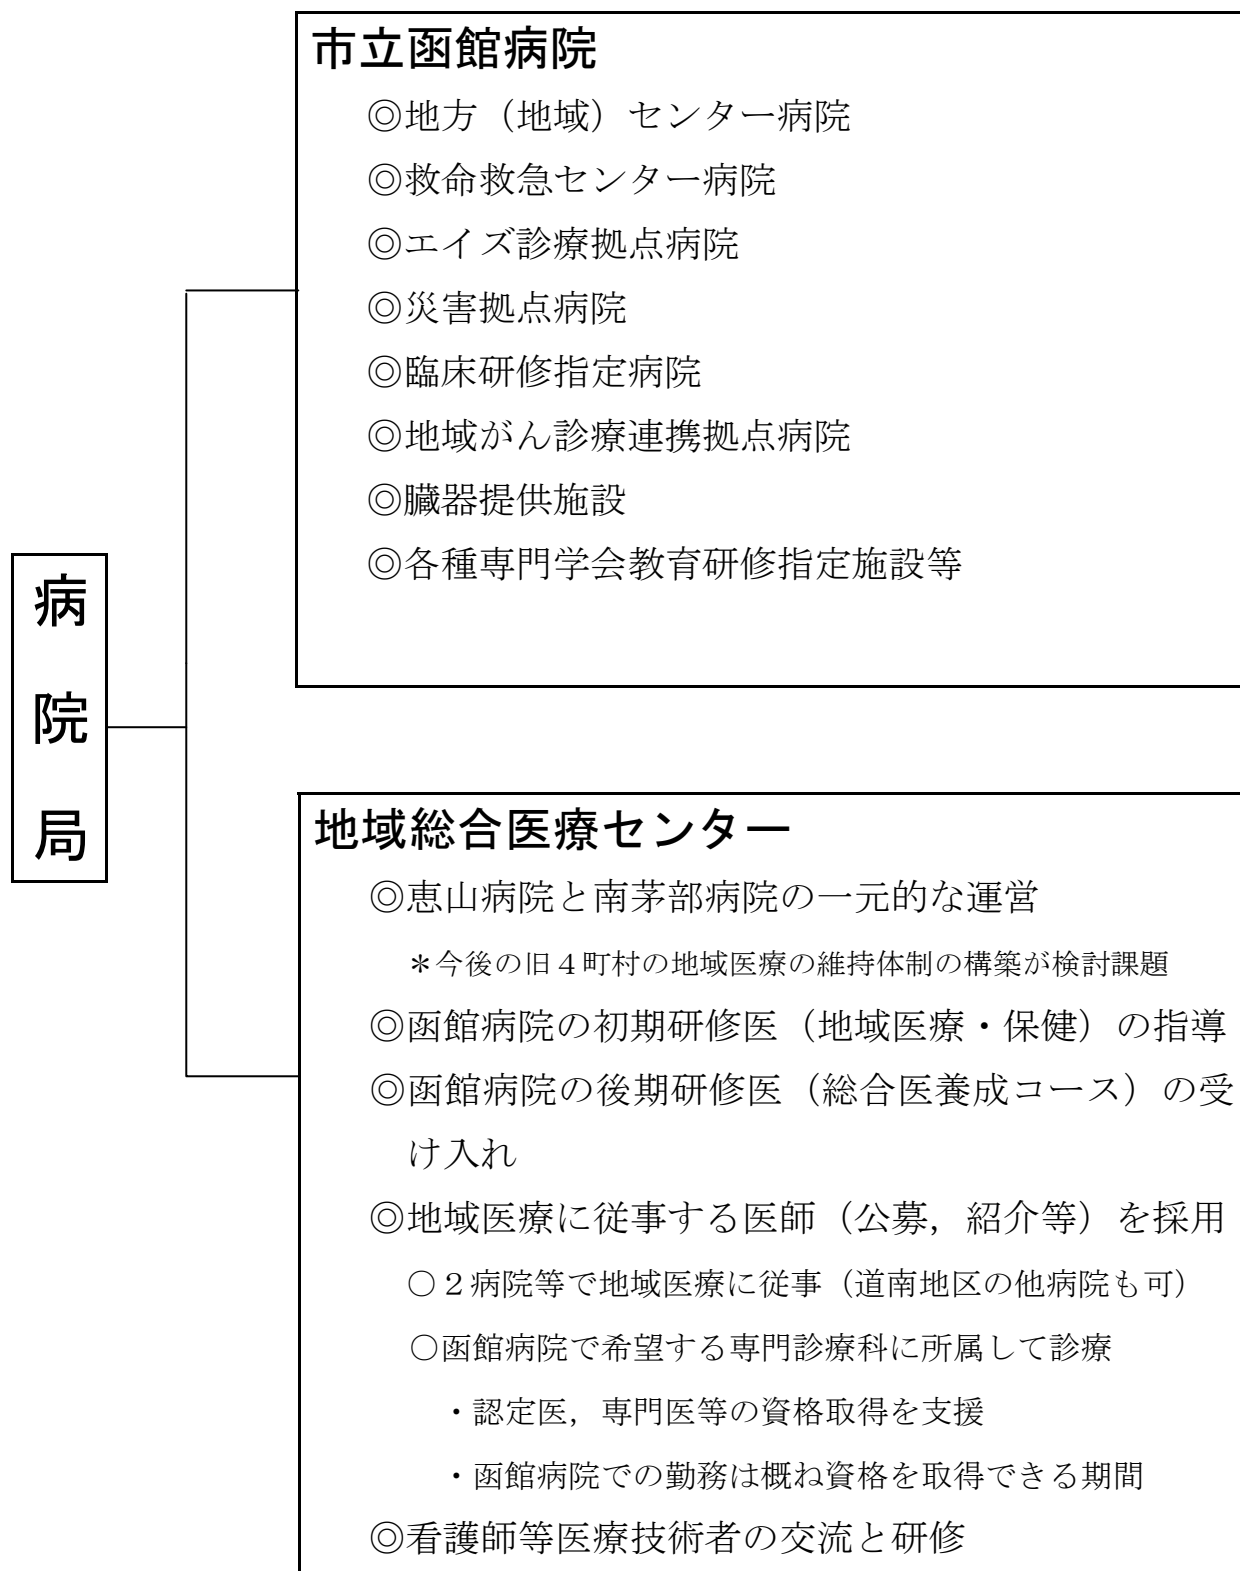 病院局
市立函館病院
◎地方（地域）センター病院
◎救命救急センター病院
◎エイズ診療拠点病院
◎災害拠点病院
◎臨床研修指定病院
◎地域がん診療連携拠点病院
◎臓器提供施設
◎各種専門学会教育研修指定施設等
地域総合医療センター
◎恵山病院と南茅部病院の一元的な運営
＊今後の旧４町村の地域医療の維持体制の構築が検討課題
◎函館病院の初期研修医（地域医療・保健）の指導
◎函館病院の後期研修医（総合医養成コース）の受
け入れ
◎地域医療に従事する医師（公募，紹介等）を採用
○２病院等で地域医療に従事（道南地区の他病院も可）
○函館病院で希望する専門診療科に所属して診療
・認定医，専門医等の資格取得を支援
・函館病院での勤務は概ね資格を取得できる期間
◎看護師等医療技術者の交流と研修